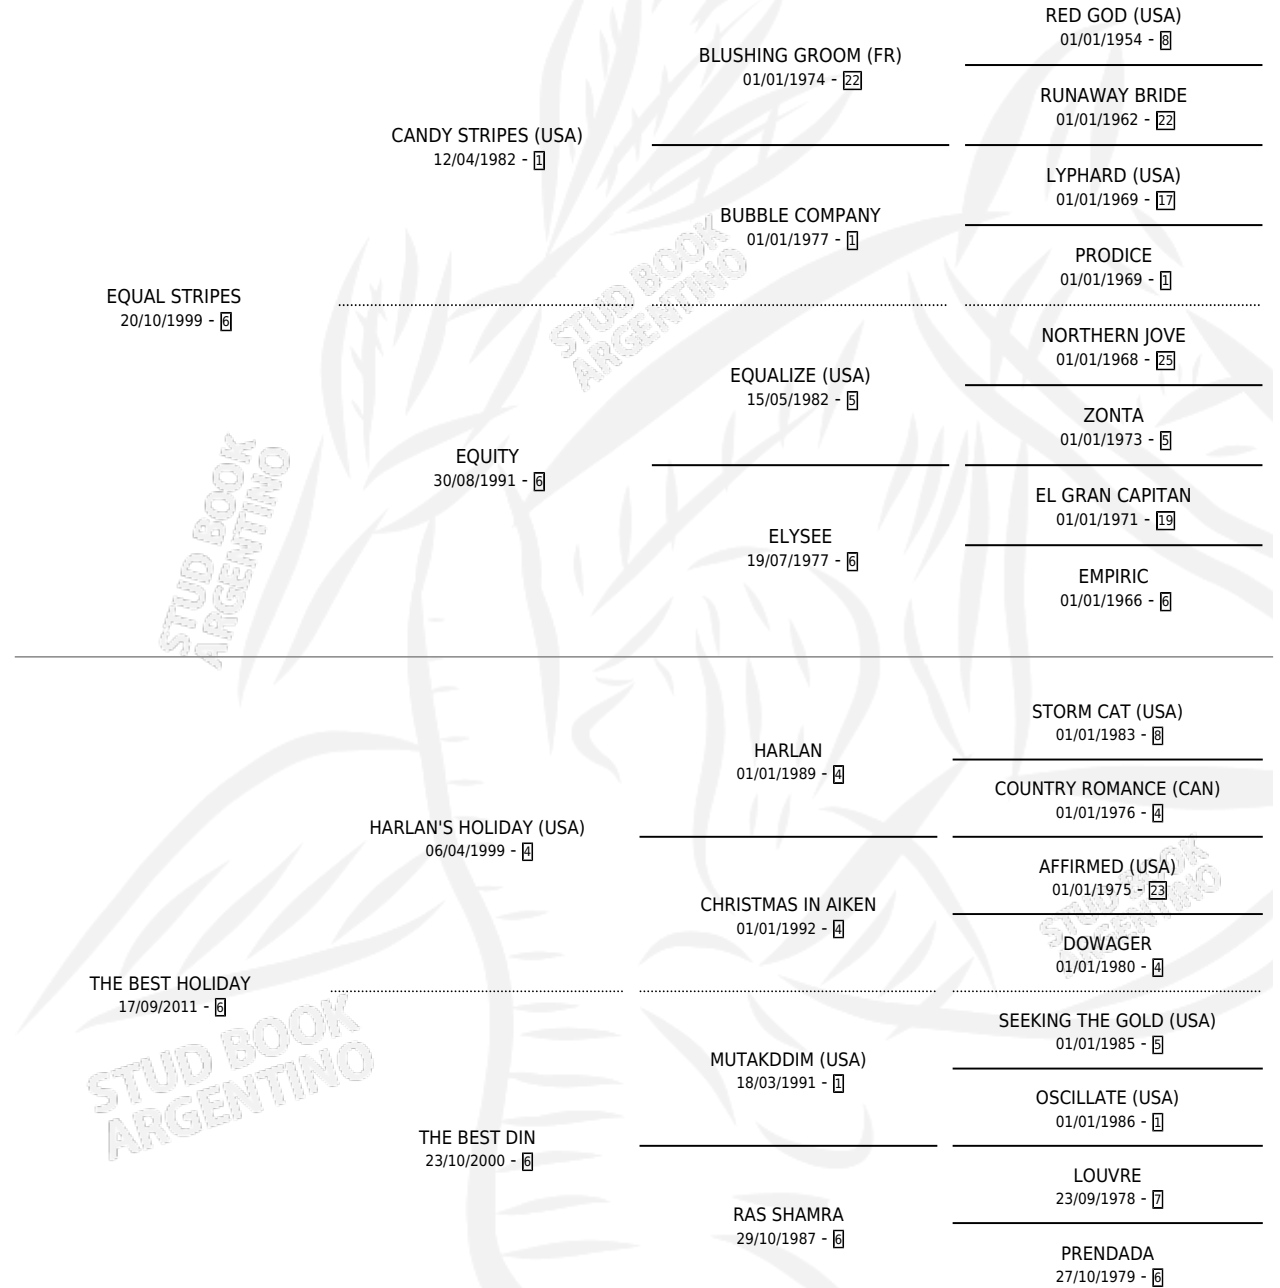 RED GOD (USA)
01/01/1954 - 8
BLUSHING GROOM (FR)
01/01/1974 - 22
RUNAWAY BRIDE
01/01/1962 - 22
CANDY STRIPES (USA)
12/04/1982 - 1
LYPHARD (USA)
01/01/1969 - 17
BUBBLE COMPANY
01/01/1977 - 1
PRODICE
01/01/1969 - 1
EQUAL STRIPES
20/10/1999 - 6
STUD BOOK
ARGENTINO
NORTHERN JOVE
01/01/1968 - 25
EQUALIZE (USA)
15/05/1982 - 5
ZONTA
01/01/1973 - 5
EQUITY
30/08/1991 - 6
EL GRAN CAPITAN
01/01/1971 - 19
ELYSEE
19/07/1977 - 6
EMPIRIC
01/01/1966 - 6
STUD BOOK
ARGENTINO
STORM CAT (USA)
01/01/1983 - 8
HARLAN
01/01/1989 - 4
COUNTRY ROMANCE (CAN)
01/01/1976 - 4
HARLAN'S HOLIDAY (USA)
06/04/1999 - 4
AFFIRMED (USA)
01/01/1975 - 23
CHRISTMAS IN AIKEN
01/01/1992 - 4
STUD BOOK
ARGENTINO
DOWAGER
01/01/1980 - 4
THE BEST HOLIDAY
17/09/2011 - 6
SEEKING THE GOLD (USA)
01/01/1985 - 5
MUTAKDDIM (USA)
18/03/1991 - 1
STUD BOOK
ARGENTINO
OSCILLATE (USA)
01/01/1986 - 1
THE BEST DIN
23/10/2000 - 6
LOUVRE
23/09/1978 - 7
RAS SHAMRA
29/10/1987 - 6
PRENDADA
27/10/1979 - 6